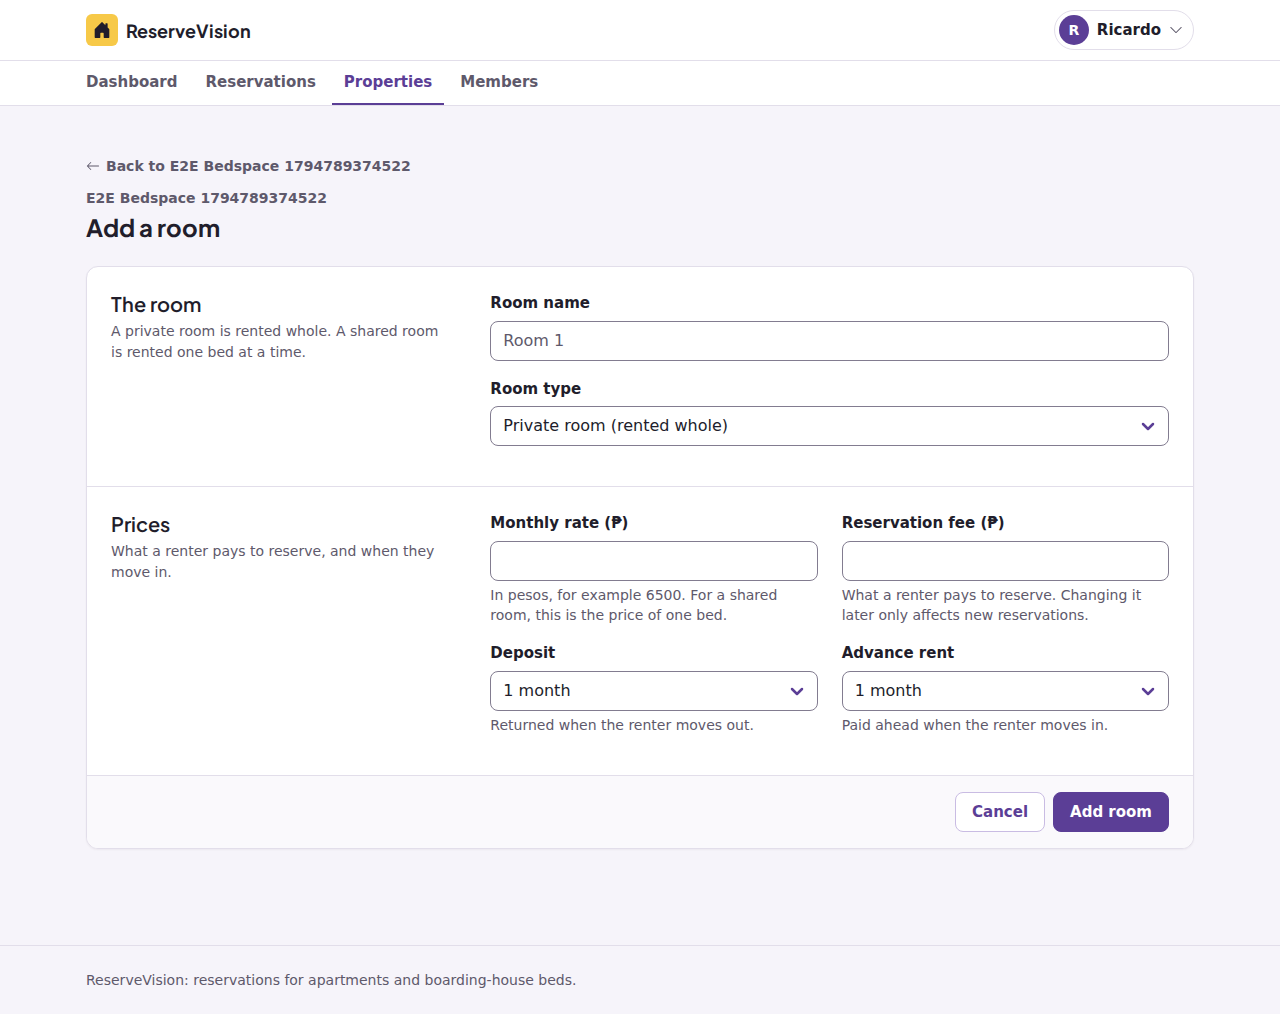 ReserveVision
R Ricardo
Dashboard Reservations Properties Members
Back to E2E Bedspace 1794789374522
E2E Bedspace 1794789374522
Add a room
The room
A private room is rented whole. A shared room
is rented one bed at a time.
Room name
Room 1
Room type
Private room (rented whole)
Prices
What a renter pays to reserve, and when they
move in.
Monthly rate (₱)
In pesos, for example 6500. For a shared
room, this is the price of one bed.
Reservation fee (₱)
What a renter pays to reserve. Changing it
later only affects new reservations.
Deposit
1 month
Returned when the renter moves out.
Advance rent
1 month
Paid ahead when the renter moves in.
Cancel Add room
ReserveVision: reservations for apartments and boarding-house beds.